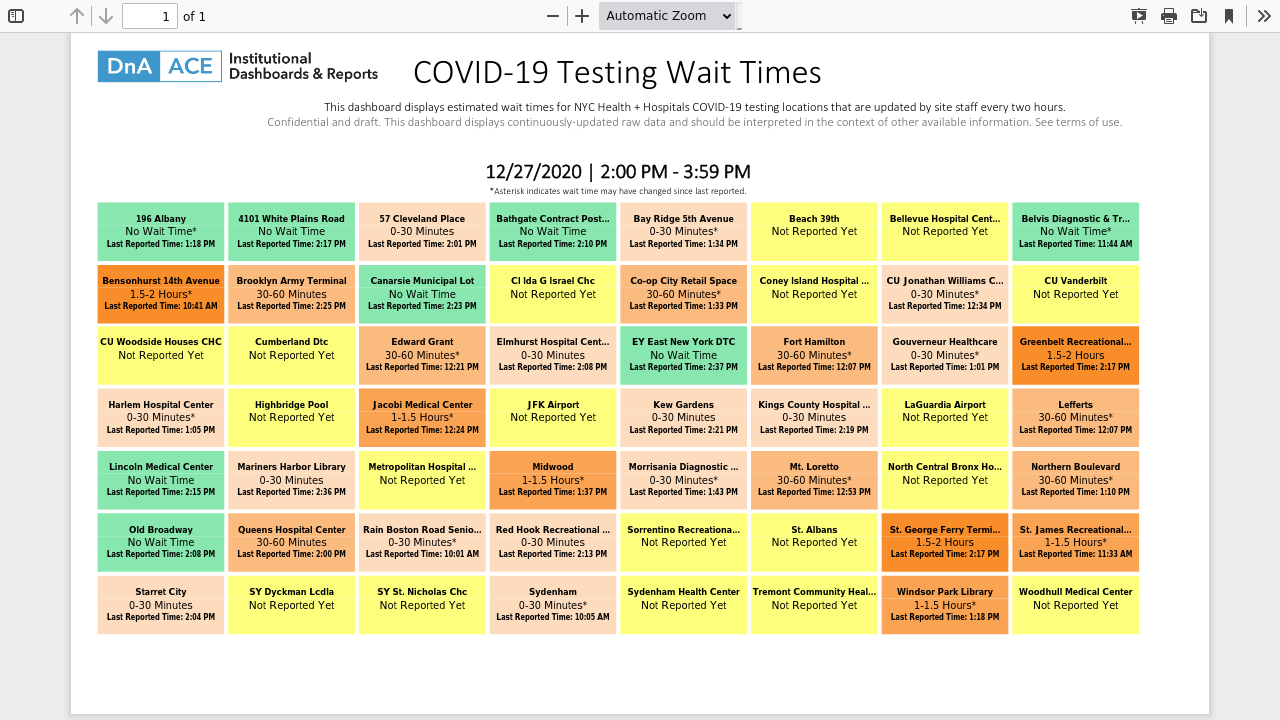 1 of 1 Automatic Zoom
DnA ACE Institutional Dashboards & Reports
COVID-19 Testing Wait Times
This dashboard displays estimated wait times for NYC Health + Hospitals COVID-19 testing locations that are updated by site staff every two hours.
Confidential and draft. This dashboard displays continuously-updated raw data and should be interpreted in the context of other available information. See terms of use.
12/27/2020 | 2:00 PM - 3:59 PM
*Asterisk indicates wait time may have changed since last reported.
196 Albany
No Wait Time*
Last Reported Time: 1:18 PM
4101 White Plains Road
No Wait Time
Last Reported Time: 2:17 PM
57 Cleveland Place
0-30 Minutes
Last Reported Time: 2:01 PM
Bathgate Contract Post...
No Wait Time
Last Reported Time: 2:10 PM
Bay Ridge 5th Avenue
0-30 Minutes*
Last Reported Time: 1:34 PM
Beach 39th
Not Reported Yet
Bellevue Hospital Cent...
Not Reported Yet
Belvis Diagnostic & Tr...
No Wait Time*
Last Reported Time: 11:44 AM
Bensonhurst 14th Avenue
1.5-2 Hours*
Last Reported Time: 10:41 AM
Brooklyn Army Terminal
30-60 Minutes
Last Reported Time: 2:25 PM
Canarsie Municipal Lot
No Wait Time
Last Reported Time: 2:23 PM
CI Ida G Israel Chc
Not Reported Yet
Co-op City Retail Space
30-60 Minutes*
Last Reported Time: 1:33 PM
Coney Island Hospital ...
Not Reported Yet
CU Jonathan Williams C...
0-30 Minutes*
Last Reported Time: 12:34 PM
CU Vanderbilt
Not Reported Yet
CU Woodside Houses CHC
Not Reported Yet
Cumberland Dtc
Not Reported Yet
Edward Grant
30-60 Minutes*
Last Reported Time: 12:21 PM
Elmhurst Hospital Cent...
0-30 Minutes
Last Reported Time: 2:08 PM
EY East New York DTC
No Wait Time
Last Reported Time: 2:37 PM
Fort Hamilton
30-60 Minutes*
Last Reported Time: 12:07 PM
Gouverneur Healthcare
0-30 Minutes*
Last Reported Time: 1:01 PM
Greenbelt Recreational...
1.5-2 Hours
Last Reported Time: 2:17 PM
Harlem Hospital Center
0-30 Minutes*
Last Reported Time: 1:05 PM
Highbridge Pool
Not Reported Yet
Jacobi Medical Center
1-1.5 Hours*
Last Reported Time: 12:24 PM
JFK Airport
Not Reported Yet
Kew Gardens
0-30 Minutes
Last Reported Time: 2:21 PM
Kings County Hospital ...
0-30 Minutes
Last Reported Time: 2:19 PM
LaGuardia Airport
Not Reported Yet
Lefferts
30-60 Minutes*
Last Reported Time: 12:07 PM
Lincoln Medical Center
No Wait Time
Last Reported Time: 2:15 PM
Mariners Harbor Library
0-30 Minutes
Last Reported Time: 2:36 PM
Metropolitan Hospital ...
Not Reported Yet
Midwood
1-1.5 Hours*
Last Reported Time: 1:37 PM
Morrisania Diagnostic ...
0-30 Minutes*
Last Reported Time: 1:43 PM
Mt. Loretto
30-60 Minutes*
Last Reported Time: 12:53 PM
North Central Bronx Ho...
Not Reported Yet
Northern Boulevard
30-60 Minutes*
Last Reported Time: 1:10 PM
Old Broadway
No Wait Time
Last Reported Time: 2:08 PM
Queens Hospital Center
30-60 Minutes
Last Reported Time: 2:00 PM
Rain Boston Road Senio...
0-30 Minutes*
Last Reported Time: 10:01 AM
Red Hook Recreational ...
0-30 Minutes
Last Reported Time: 2:13 PM
Sorrentino Recreationa...
Not Reported Yet
St. Albans
Not Reported Yet
St. George Ferry Termi...
1.5-2 Hours
Last Reported Time: 2:17 PM
St. James Recreational...
1-1.5 Hours*
Last Reported Time: 11:33 AM
Starret City
0-30 Minutes
Last Reported Time: 2:04 PM
SY Dyckman Lcdla
Not Reported Yet
SY St. Nicholas Chc
Not Reported Yet
Sydenham
0-30 Minutes*
Last Reported Time: 10:05 AM
Sydenham Health Center
Not Reported Yet
Tremont Community Heal...
Not Reported Yet
Windsor Park Library
1-1.5 Hours*
Last Reported Time: 1:18 PM
Woodhull Medical Center
Not Reported Yet